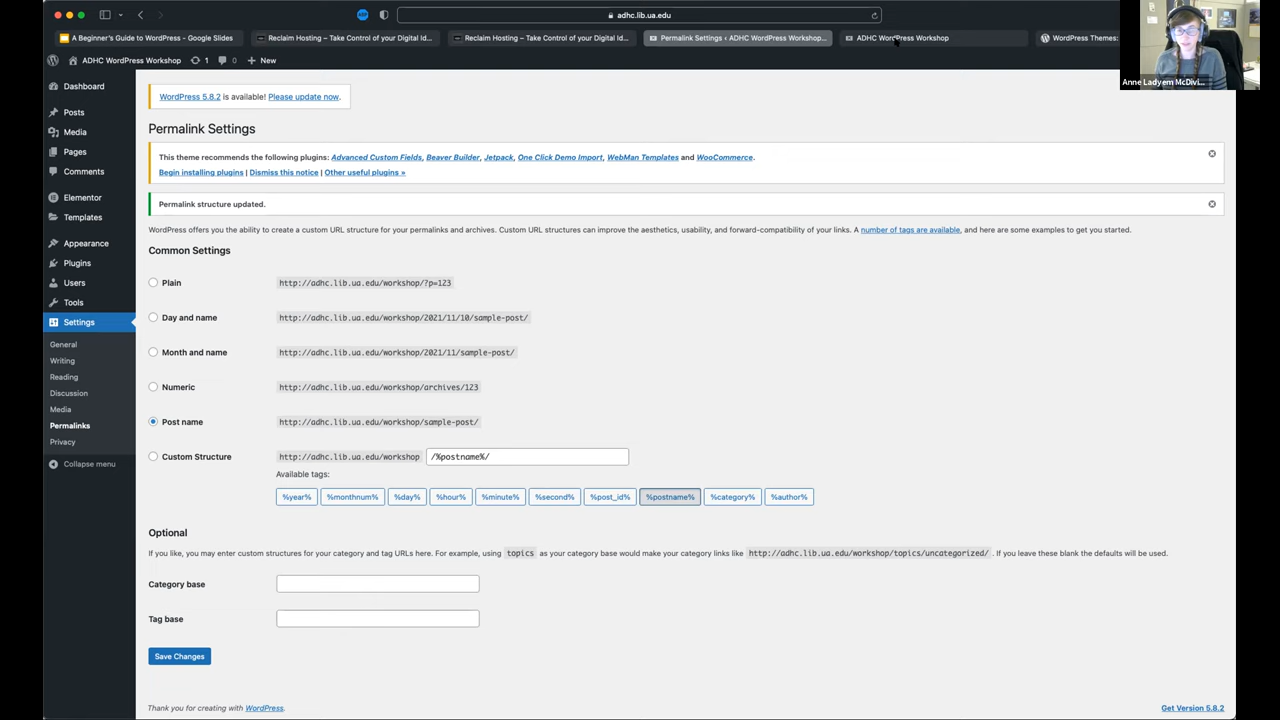 adhc.lib.ua.edu
A Beginner's Guide to WordPress - Google Slides
Reclaim Hosting – Take Control of your Digital Id...
Reclaim Hosting – Take Control of your Digital Id...
Permalink Settings ‹ ADHC WordPress Workshop...
ADHC WordPress Workshop
WordPress Themes:
Anne Ladyem McDivi...
ADHC WordPress Workshop
1
0
+ New
Dashboard
Posts
Media
Pages
Comments
Elementor
Templates
Appearance
Plugins
Users
Tools
Settings
General
Writing
Reading
Discussion
Media
Permalinks
Privacy
Collapse menu
WordPress 5.8.2 is available! Please update now.
Permalink Settings
This theme recommends the following plugins: Advanced Custom Fields, Beaver Builder, Jetpack, One Click Demo Import, WebMan Templates and WooCommerce.
Begin installing plugins | Dismiss this notice | Other useful plugins »
Permalink structure updated.
WordPress offers you the ability to create a custom URL structure for your permalinks and archives. Custom URL structures can improve the aesthetics, usability, and forward-compatibility of your links. A number of tags are available, and here are some examples to get you started.
Common Settings
Plain http://adhc.lib.ua.edu/workshop/?p=123
Day and name http://adhc.lib.ua.edu/workshop/2021/11/10/sample-post/
Month and name http://adhc.lib.ua.edu/workshop/2021/11/sample-post/
Numeric http://adhc.lib.ua.edu/workshop/archives/123
Post name http://adhc.lib.ua.edu/workshop/sample-post/
Custom Structure http://adhc.lib.ua.edu/workshop /%postname%/
Available tags:
%year% %monthnum% %day% %hour% %minute% %second% %post_id% %postname% %category% %author%
Optional
If you like, you may enter custom structures for your category and tag URLs here. For example, using topics as your category base would make your category links like http://adhc.lib.ua.edu/workshop/topics/uncategorized/ . If you leave these blank the defaults will be used.
Category base
Tag base
Save Changes
Thank you for creating with WordPress.
Get Version 5.8.2